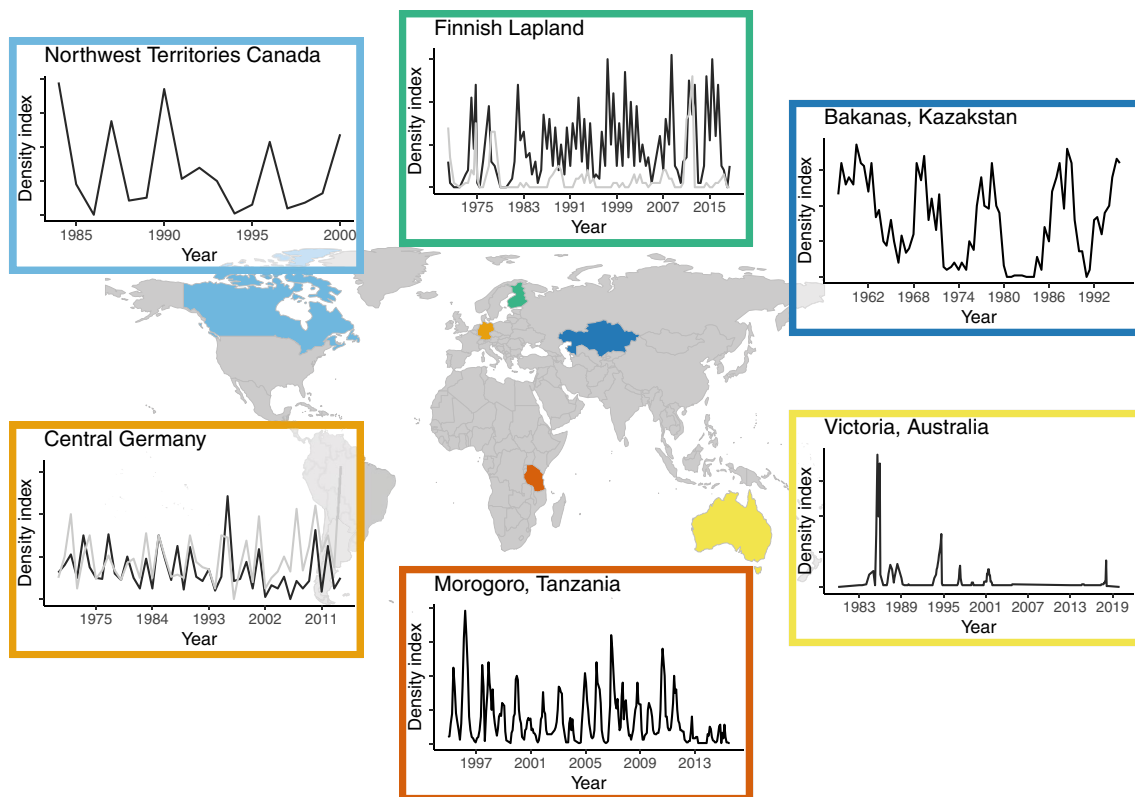 Northwest Territories Canada
Density index
1985 1990 1995 2000
Year
Finnish Lapland
Density index
1975 1983 1991 1999 2007 2015
Year
Bakanas, Kazakstan
Density index
1962 1968 1974 1980 1986 1992
Year
Central Germany
Density index
1975 1984 1993 2002 2011
Year
Morogoro, Tanzania
Density index
1997 2001 2005 2009 2013
Year
Victoria, Australia
Density index
1983 1989 1995 2001 2007 2013 2019
Year